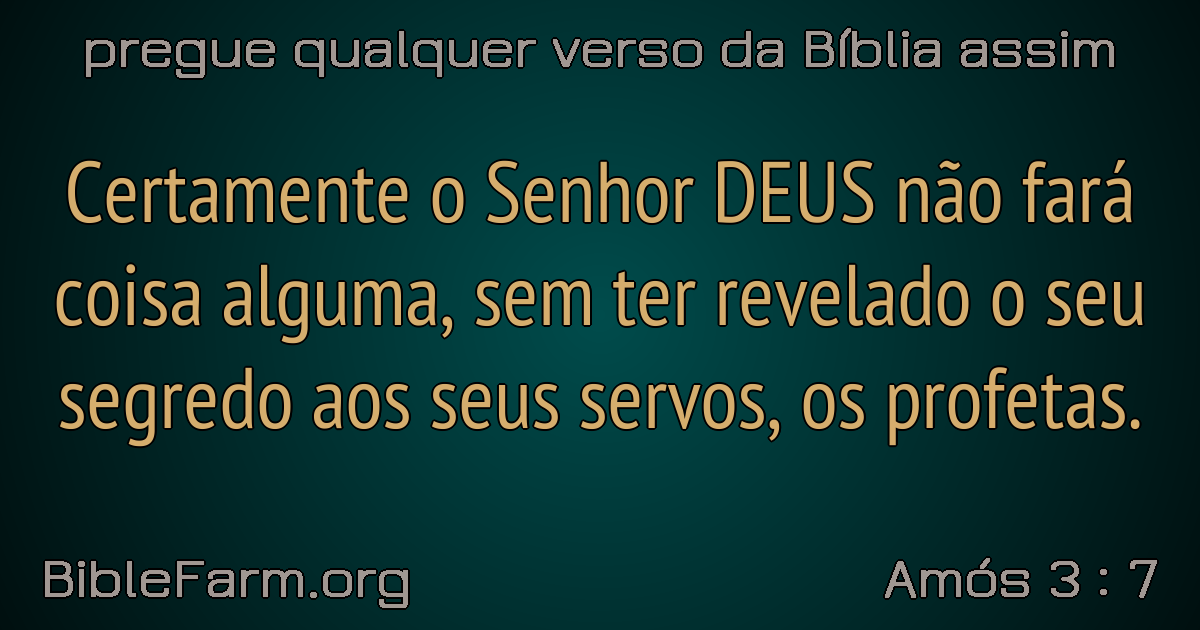 pregue qualquer verso da Bíblia assim
Certamente o Senhor DEUS não fará
coisa alguma, sem ter revelado o seu
segredo aos seus servos, os profetas.
BibleFarm.org
Amós 3 : 7